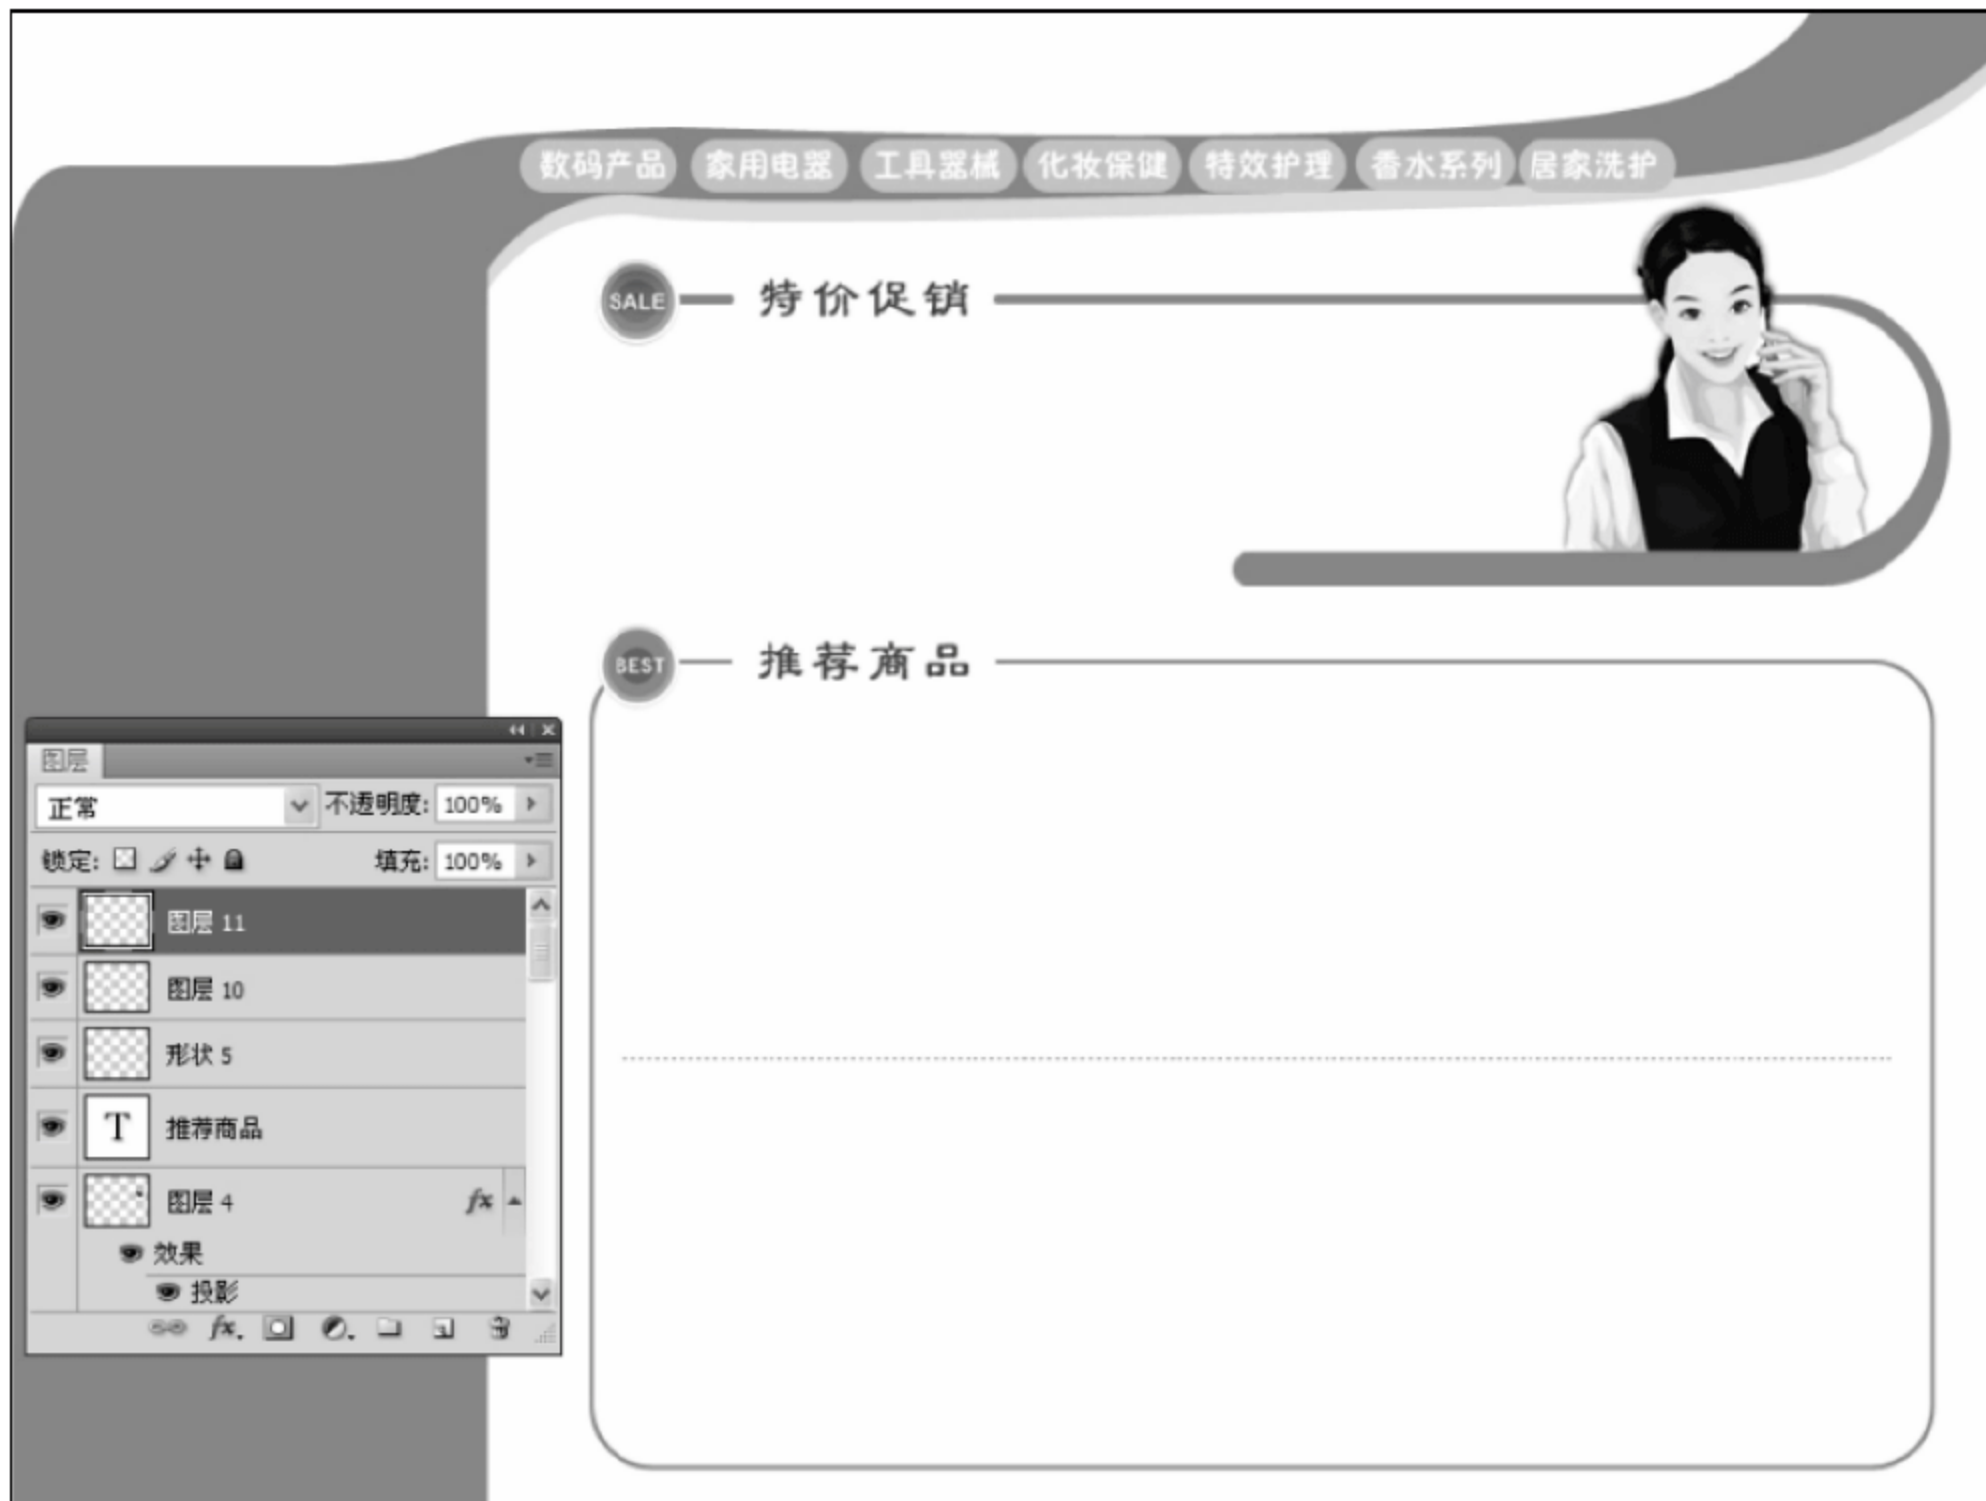 数码产品 家用电器 工具器械 化妆保健 特效护理 香水系列 居家洗护
SALE 特价促销
BEST 推荐商品
图层
正常 不透明度: 100%
锁定: 填充: 100%
图层 11
图层 10
形状 5
T 推荐商品
图层 4 fx
效果
投影
fx